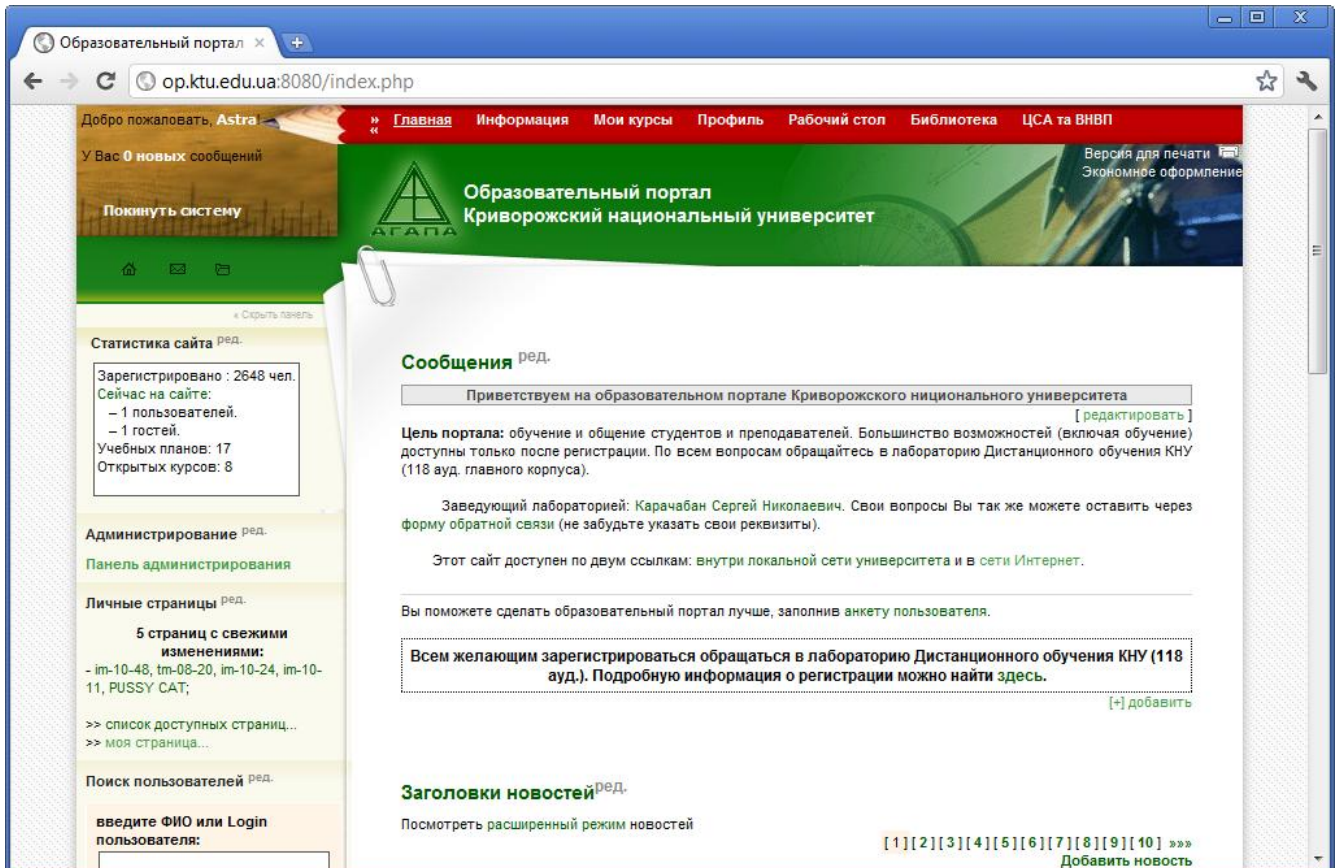 Образовательный портал
op.ktu.edu.ua:8080/index.php
Добро пожаловать, Astra!
У Вас 0 новых сообщений
Покинуть систему
Главная Информация Мои курсы Профиль Рабочий стол Библиотека ЦСА та ВНВП
Версия для печати
Экономное оформление
АГАПА
Образовательный портал
Криворожский национальный университет
« Скрыть панель
Статистика сайта ред.
Зарегистрировано : 2648 чел.
Сейчас на сайте:
– 1 пользователей.
– 1 гостей.
Учебных планов: 17
Открытых курсов: 8
Администрирование ред.
Панель администрирования
Личные страницы ред.
5 страниц с свежими
изменениями:
- im-10-48, tm-08-20, im-10-24, im-10-
11, PUSSY CAT;
>> список доступных страниц...
>> моя страница...
Поиск пользователей ред.
введите ФИО или Login
пользователя:
Сообщения ред.
Приветствуем на образовательном портале Криворожского ниционального университета
[ редактировать ]
Цель портала: обучение и общение студентов и преподавателей. Большинство возможностей (включая обучение)
доступны только после регистрации. По всем вопросам обращайтесь в лабораторию Дистанционного обучения КНУ
(118 ауд. главного корпуса).
Заведующий лабораторией: Карачабан Сергей Николаевич. Свои вопросы Вы так же можете оставить через
форму обратной связи (не забудьте указать свои реквизиты).
Этот сайт доступен по двум ссылкам: внутри локальной сети университета и в сети Интернет.
Вы поможете сделать образовательный портал лучше, заполнив анкету пользователя.
Всем желающим зарегистрироваться обращаться в лабораторию Дистанционного обучения КНУ (118
ауд.). Подробную информация о регистрации можно найти здесь.
[+] добавить
Заголовки новостей ред.
Посмотреть расширенный режим новостей
[ 1 ] [ 2 ] [ 3 ] [ 4 ] [ 5 ] [ 6 ] [ 7 ] [ 8 ] [ 9 ] [ 10 ] »»»
Добавить новость